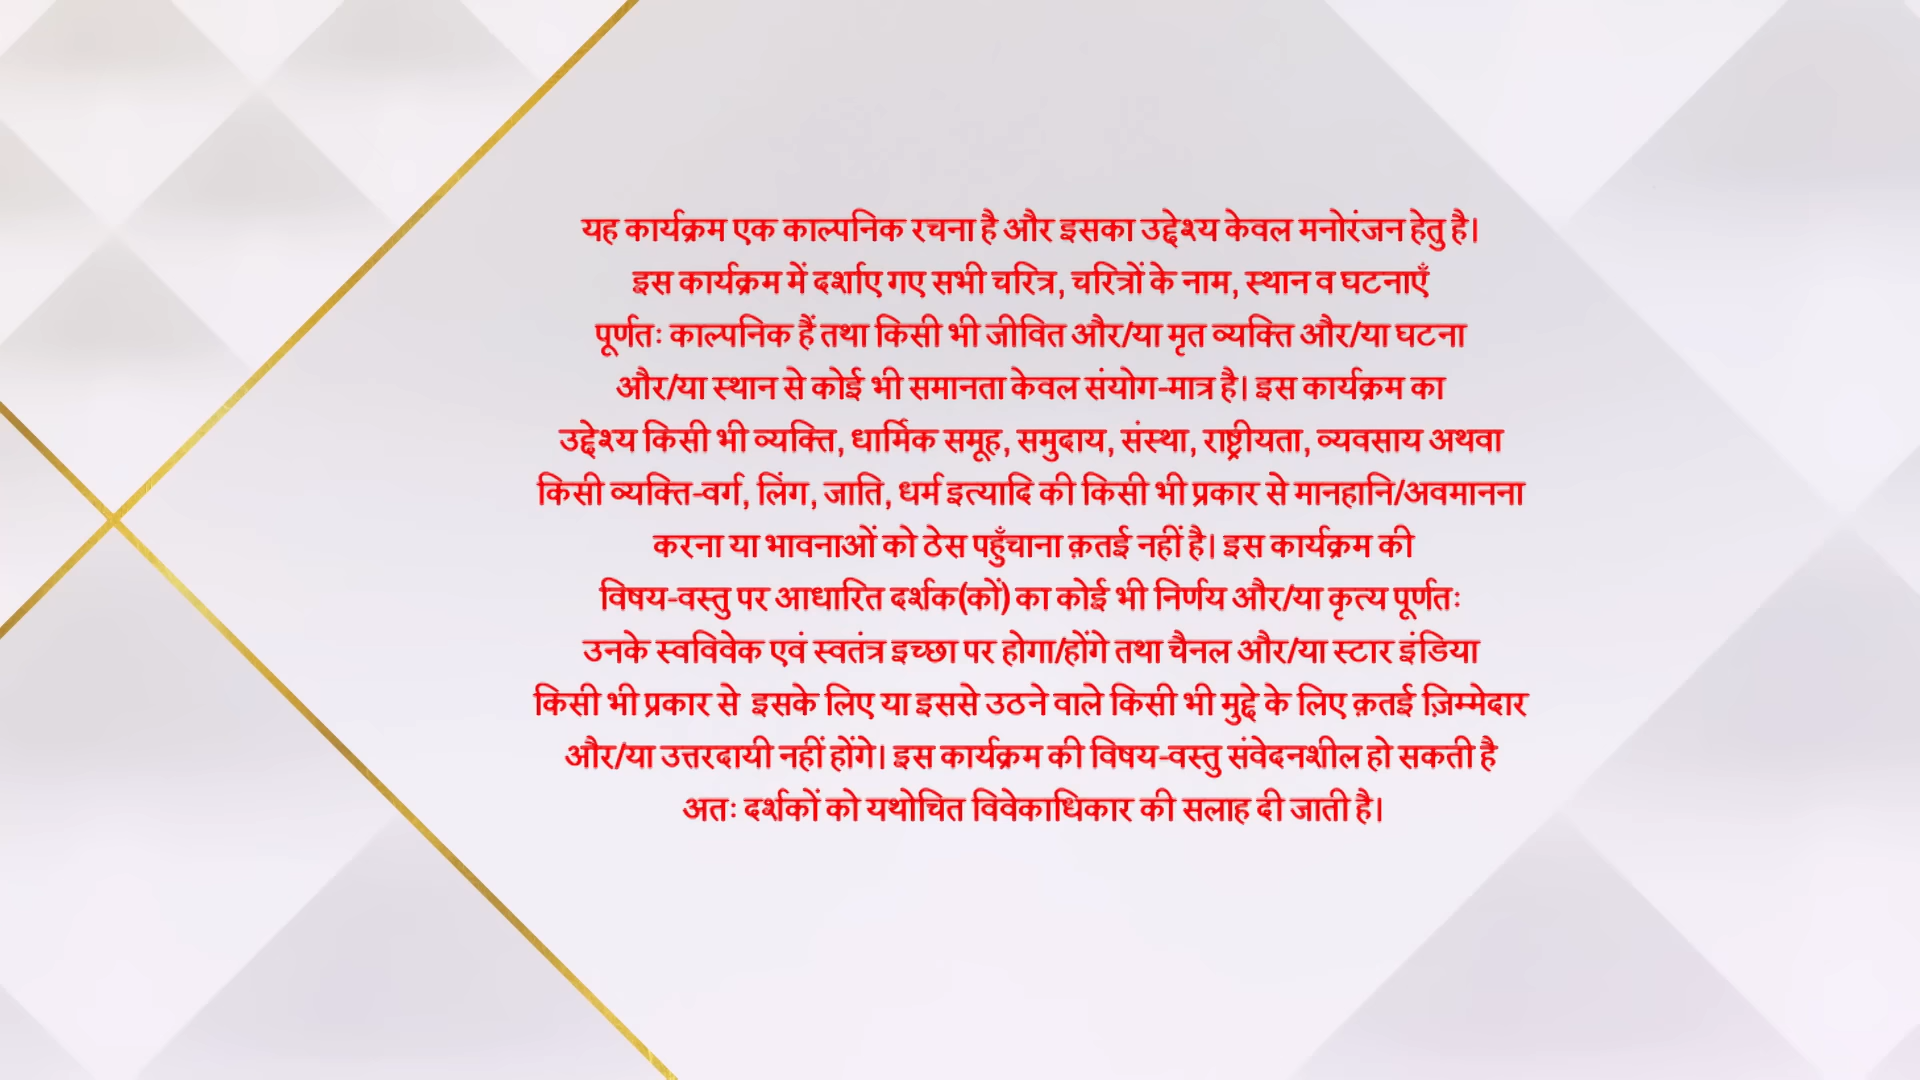 यह कार्यक्रम एक काल्पनिक रचना है और इसका उद्देश्य केवल मनोरंजन हेतु है।
इस कार्यक्रम में दर्शाए गए सभी चरित्र, चरित्रों के नाम, स्थान व घटनाएँ
पूर्णतः काल्पनिक हैं तथा किसी भी जीवित और/या मृत व्यक्ति और/या घटना
और/या स्थान से कोई भी समानता केवल संयोग-मात्र है। इस कार्यक्रम का
उद्देश्य किसी भी व्यक्ति, धार्मिक समूह, समुदाय, संस्था, राष्ट्रीयता, व्यवसाय अथवा
किसी व्यक्ति-वर्ग, लिंग, जाति, धर्म इत्यादि की किसी भी प्रकार से मानहानि/अवमानना
करना या भावनाओं को ठेस पहुँचाना क़तई नहीं है। इस कार्यक्रम की
विषय-वस्तु पर आधारित दर्शक(कों) का कोई भी निर्णय और/या कृत्य पूर्णतः
उनके स्वविवेक एवं स्वतंत्र इच्छा पर होगा/होंगे तथा चैनल और/या स्टार इंडिया
किसी भी प्रकार से इसके लिए या इससे उठने वाले किसी भी मुद्दे के लिए क़तई ज़िम्मेदार
और/या उत्तरदायी नहीं होंगे। इस कार्यक्रम की विषय-वस्तु संवेदनशील हो सकती है
अतः दर्शकों को यथोचित विवेकाधिकार की सलाह दी जाती है।